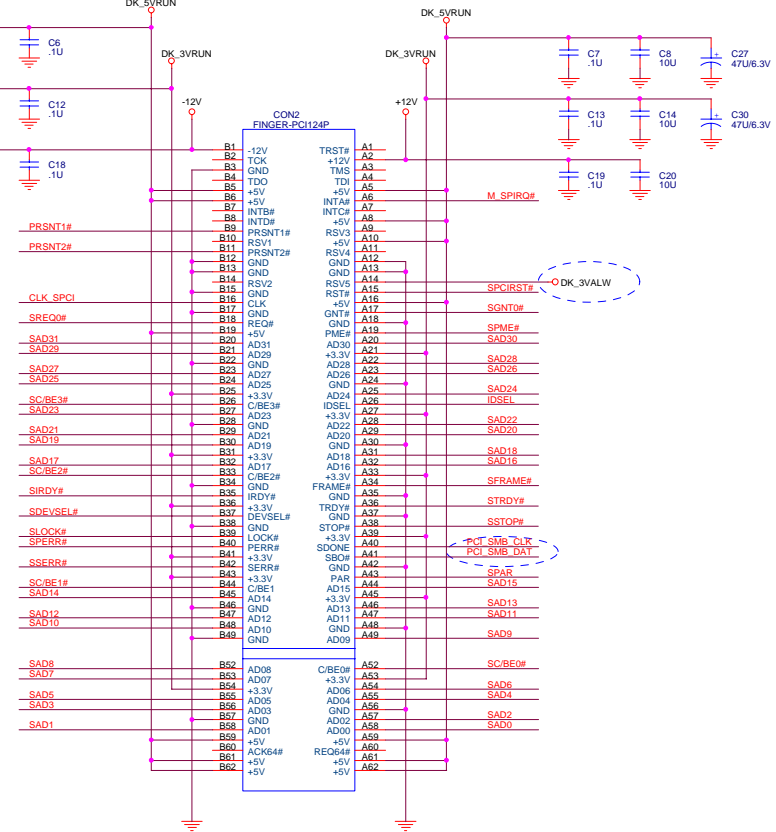 DK_5VRUN
DK_5VRUN
C6
.1U
DK_3VRUN
DK_3VRUN
C7
.1U
C8
10U
+
C27
47U/6.3V
C12
.1U
-12V
+12V
C13
.1U
C14
10U
+
C30
47U/6.3V
CON2
FINGER-PCI124P
C18
.1U
C19
.1U
C20
10U
B1 -12V TRST# A1
B2 TCK +12V A2
B3 GND TMS A3
B4 TDO TDI A4
B5 +5V +5V A5
B6 +5V INTA# A6 M_SPIRQ#
B7 INTB# INTC# A7
B8 INTD# +5V A8
PRSNT1# B9 PRSNT1# RSV3 A9
B10 RSV1 +5V A10
PRSNT2# B11 PRSNT2# RSV4 A11
B12 GND GND A12
B13 GND GND A13
B14 RSV2 RSV5 A14 DK_3VALW
B15 GND RST# A15 SPCIRST#
CLK_SPCI B16 CLK +5V A16
B17 GND GNT# A17 SGNT0#
SREQ0# B18 REQ# GND A18
B19 +5V PME# A19 SPME#
SAD31 B20 AD31 AD30 A20 SAD30
SAD29 B21 AD29 +3.3V A21
B22 GND AD28 A22 SAD28
SAD27 B23 AD27 AD26 A23 SAD26
SAD25 B24 AD25 GND A24
B25 +3.3V AD24 A25 SAD24
SC/BE3# B26 C/BE3# IDSEL A26 IDSEL
SAD23 B27 AD23 +3.3V A27
B28 GND AD22 A28 SAD22
SAD21 B29 AD21 AD20 A29 SAD20
SAD19 B30 AD19 GND A30
B31 +3.3V AD18 A31 SAD18
SAD17 B32 AD17 AD16 A32 SAD16
SC/BE2# B33 C/BE2# +3.3V A33
B34 GND FRAME# A34 SFRAME#
SIRDY# B35 IRDY# GND A35
B36 +3.3V TRDY# A36 STRDY#
SDEVSEL# B37 DEVSEL# GND A37
B38 GND STOP# A38 SSTOP#
SLOCK# B39 LOCK# +3.3V A39
SPERR# B40 PERR# SDONE A40 PCI_SMB_CLK
B41 +3.3V SBO# A41 PCI_SMB_DAT
SSERR# B42 SERR# GND A42
B43 +3.3V PAR A43 SPAR
SC/BE1# B44 C/BE1 AD15 A44 SAD15
SAD14 B45 AD14 +3.3V A45
B46 GND AD13 A46 SAD13
SAD12 B47 AD12 AD11 A47 SAD11
SAD10 B48 AD10 GND A48
B49 GND AD09 A49 SAD9
SAD8 B52 AD08 C/BE0# A52 SC/BE0#
SAD7 B53 AD07 +3.3V A53
B54 +3.3V AD06 A54 SAD6
SAD5 B55 AD05 AD04 A55 SAD4
SAD3 B56 AD03 GND A56
B57 GND AD02 A57 SAD2
SAD1 B58 AD01 AD00 A58 SAD0
B59 +5V +5V A59
B60 ACK64# REQ64# A60
B61 +5V +5V A61
B62 +5V +5V A62